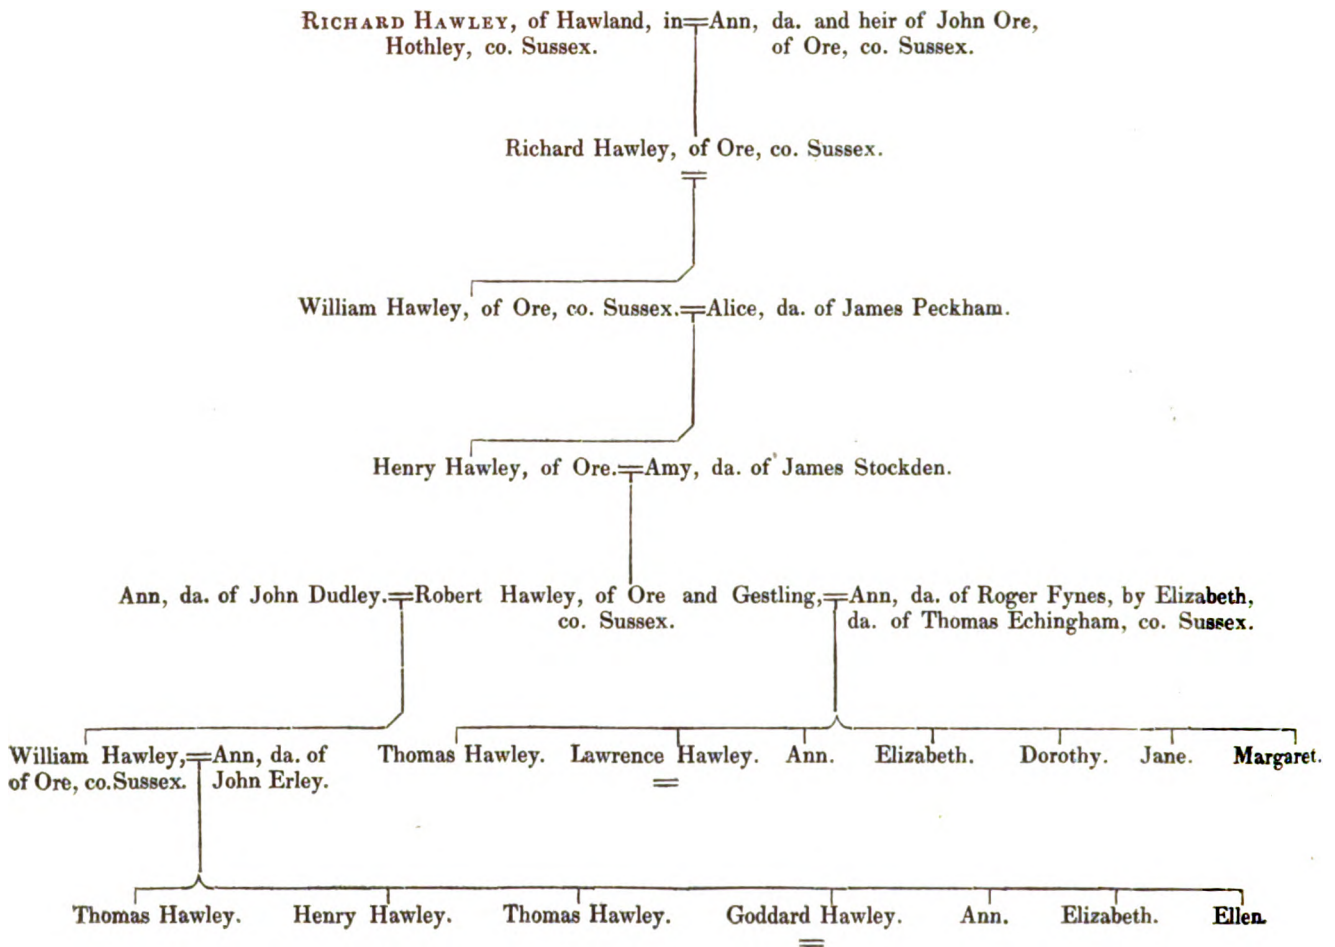 RICHARD HAWLEY, of Hawland, in=Ann, da. and heir of John Ore,
Hothley, co. Sussex. of Ore, co. Sussex.
Richard Hawley, of Ore, co. Sussex.
=
William Hawley, of Ore, co. Sussex.=Alice, da. of James Peckham.
Henry Hawley, of Ore.=Amy, da. of James Stockden.
Ann, da. of John Dudley.=Robert Hawley, of Ore and Gestling,=Ann, da. of Roger Fynes, by Elizabeth,
co. Sussex. da. of Thomas Echingham, co. Sussex.
William Hawley,=Ann, da. of Thomas Hawley. Lawrence Hawley. Ann. Elizabeth. Dorothy. Jane. Margaret.
of Ore, co. Sussex. John Erley. =
Thomas Hawley. Henry Hawley. Thomas Hawley. Goddard Hawley. Ann. Elizabeth. Ellen.
=